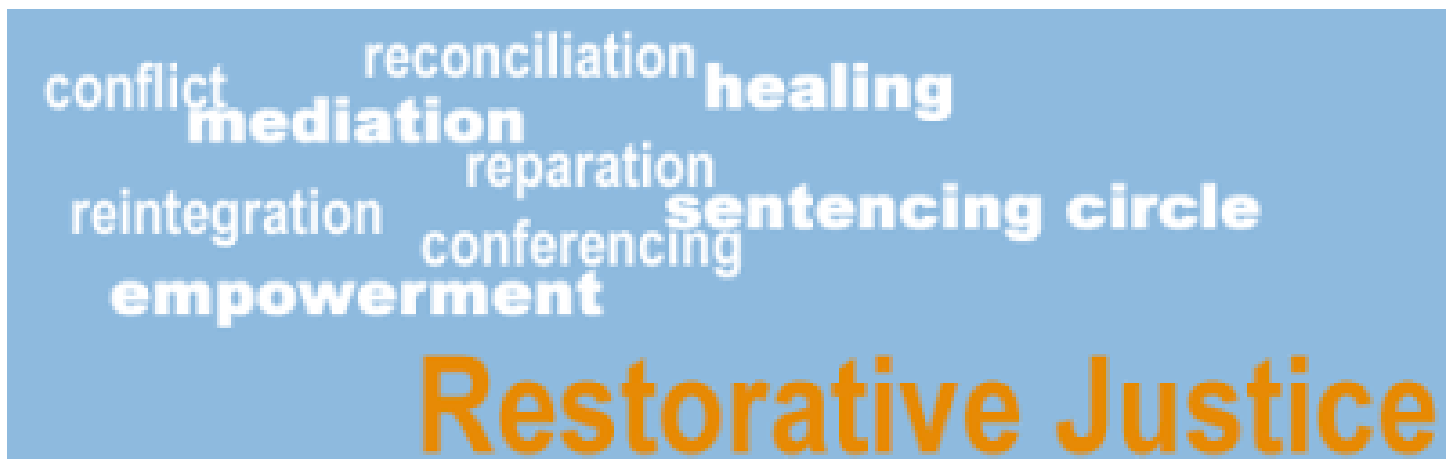 reconciliation
conflict
healing
mediation
reparation
reintegration
sentencing circle
conferencing
empowerment
Restorative Justice